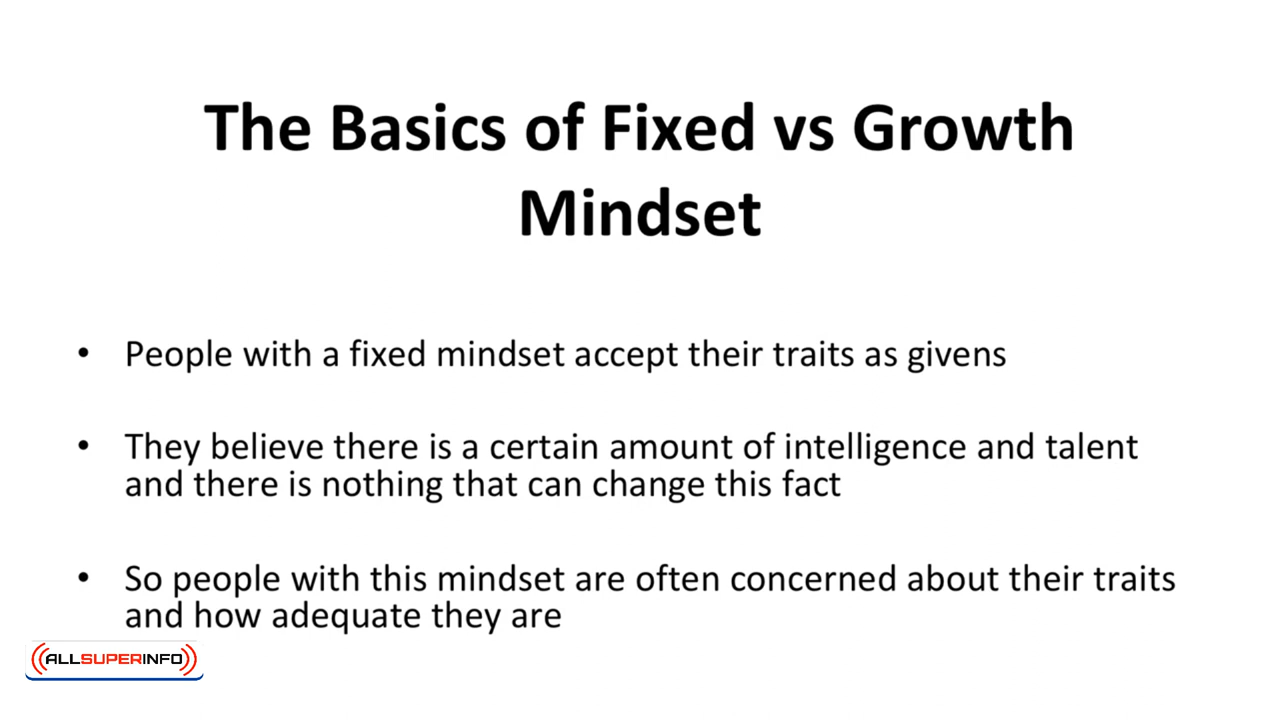 The Basics of Fixed vs Growth
Mindset
• People with a fixed mindset accept their traits as givens
• They believe there is a certain amount of intelligence and talent
and there is nothing that can change this fact
• So people with this mindset are often concerned about their traits
and how adequate they are
ALLSUPERINFO